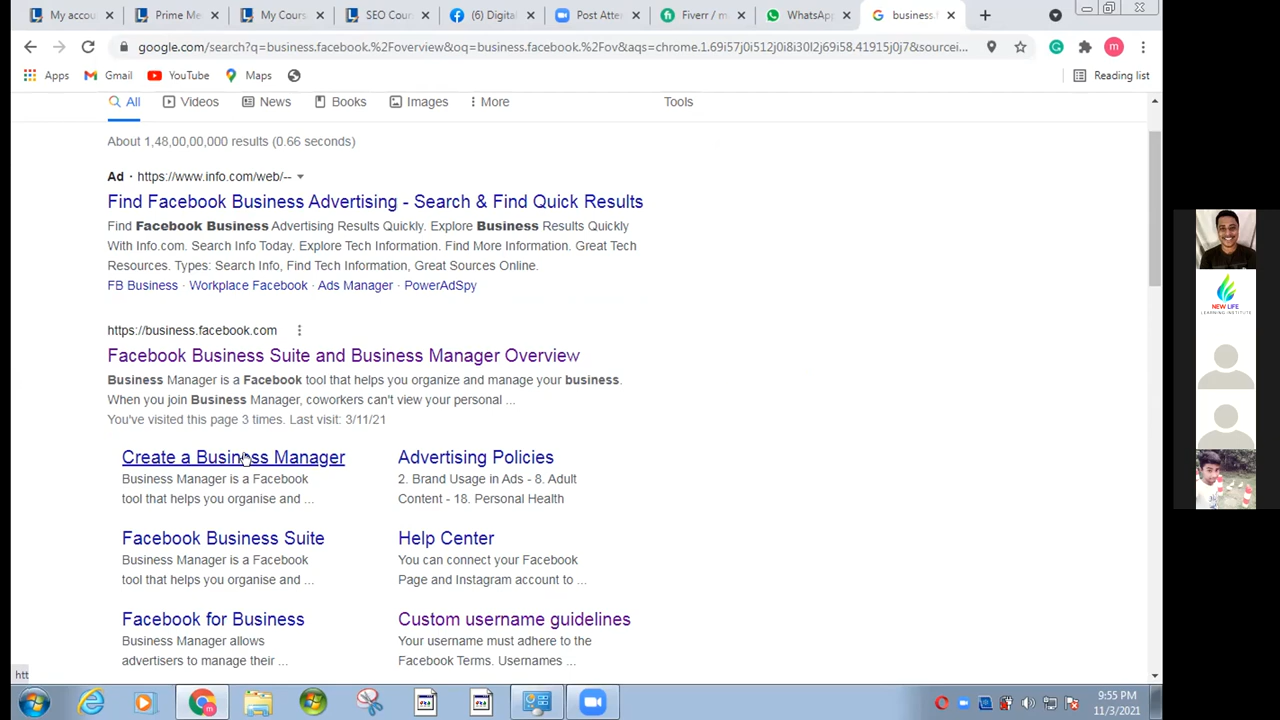 My accou
Prime Me
My Cours
SEO Cour
(6) Digita
Post Atte
Fiverr / m
WhatsApp
business.f
google.com/search?q=business.facebook.%2Foverview&oq=business.facebook.%2Fov&aqs=chrome.1.69i57j0i512j0i8i30l2j69i58.41915j0j7&sourcei...
m
Apps
Gmail
YouTube
Maps
Reading list
All
Videos
News
Books
Images
More
Tools
About 1,48,00,00,000 results (0.66 seconds)
Ad · https://www.info.com/web/--
Find Facebook Business Advertising - Search & Find Quick Results
Find Facebook Business Advertising Results Quickly. Explore Business Results Quickly
With Info.com. Search Info Today. Explore Tech Information. Find More Information. Great Tech
Resources. Types: Search Info, Find Tech Information, Great Sources Online.
FB Business · Workplace Facebook · Ads Manager · PowerAdSpy
https://business.facebook.com
Facebook Business Suite and Business Manager Overview
Business Manager is a Facebook tool that helps you organize and manage your business.
When you join Business Manager, coworkers can't view your personal ...
You've visited this page 3 times. Last visit: 3/11/21
Create a Business Manager
Business Manager is a Facebook
tool that helps you organise and ...
Advertising Policies
2. Brand Usage in Ads - 8. Adult
Content - 18. Personal Health
Facebook Business Suite
Business Manager is a Facebook
tool that helps you organise and ...
Help Center
You can connect your Facebook
Page and Instagram account to ...
Facebook for Business
Business Manager allows
advertisers to manage their ...
Custom username guidelines
Your username must adhere to the
Facebook Terms. Usernames ...
htt
NEW LIFE
LEARNING INSTITUTE
m
9:55 PM
11/3/2021